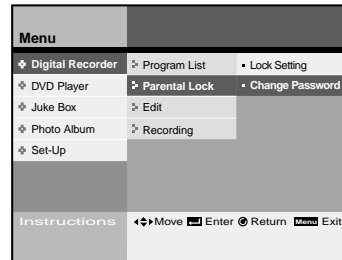 Menu
Digital Recorder
DVD Player
Juke Box
Photo Album
Set-Up
Program List
Parental Lock
Edit
Recording
Lock Setting
Change Password
Instructions
Move Enter Return Menu Exit